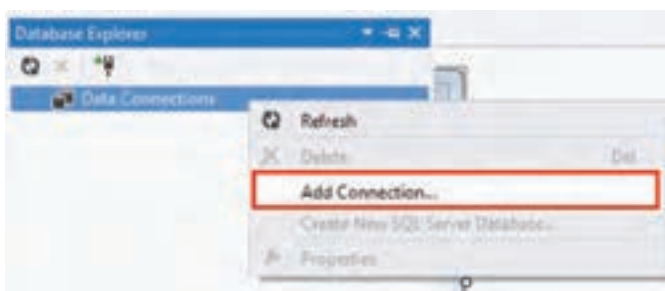 Database Explorer
Data Connections
Refresh
Delete Del
Add Connection...
Create New SQL Server Database...
Properties